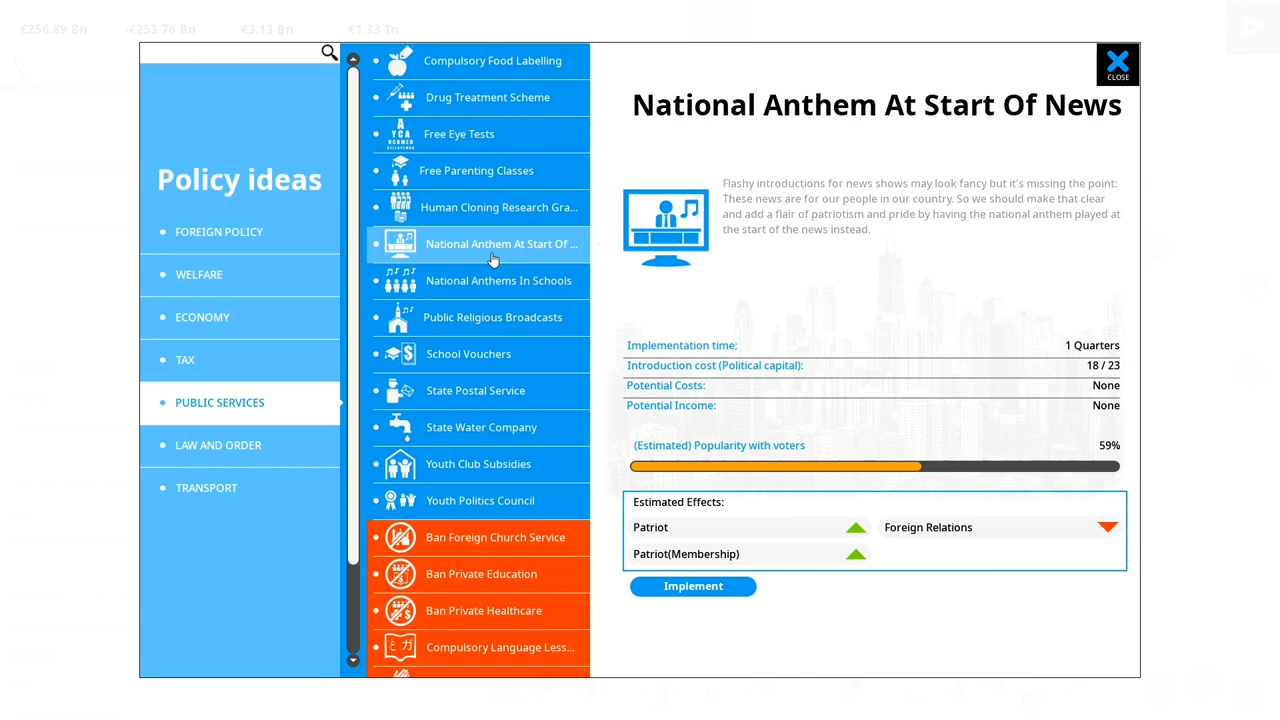 €256.89 Bn -€253.76 Bn €3.13 Bn €1.33 Tn
CLOSE
Policy ideas
FOREIGN POLICY
WELFARE
ECONOMY
TAX
PUBLIC SERVICES
LAW AND ORDER
TRANSPORT
Compulsory Food Labelling
Drug Treatment Scheme
Free Eye Tests
Free Parenting Classes
Human Cloning Research Gra...
National Anthem At Start Of ...
National Anthems In Schools
Public Religious Broadcasts
School Vouchers
State Postal Service
State Water Company
Youth Club Subsidies
Youth Politics Council
Ban Foreign Church Service
Ban Private Education
Ban Private Healthcare
Compulsory Language Less...
National Anthem At Start Of News
Flashy introductions for news shows may look fancy but it's missing the point:
These news are for our people in our country. So we should make that clear
and add a flair of patriotism and pride by having the national anthem played at
the start of the news instead.
Implementation time: 1 Quarters
Introduction cost (Political capital): 18 / 23
Potential Costs: None
Potential Income: None
(Estimated) Popularity with voters 59%
Estimated Effects:
Patriot Foreign Relations
Patriot(Membership)
Implement